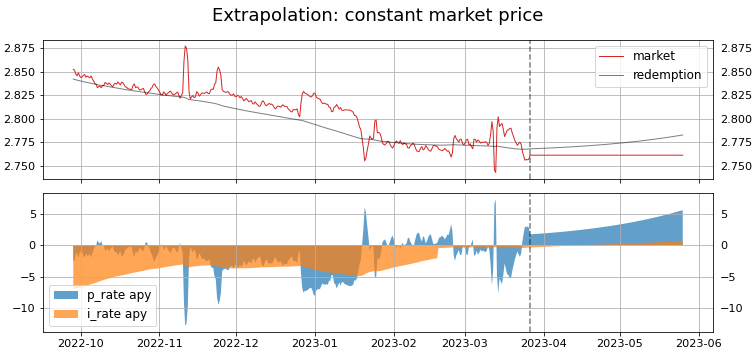 Extrapolation: constant market price
2.875 2.875
2.850 2.850
2.825 2.825
2.800 2.800
2.775 2.775
2.750 2.750
market
redemption
5 5
0 0
−5 −5
−10 −10
p_rate apy
i_rate apy
2022-10 2022-11 2022-12 2023-01 2023-02 2023-03 2023-04 2023-05 2023-06